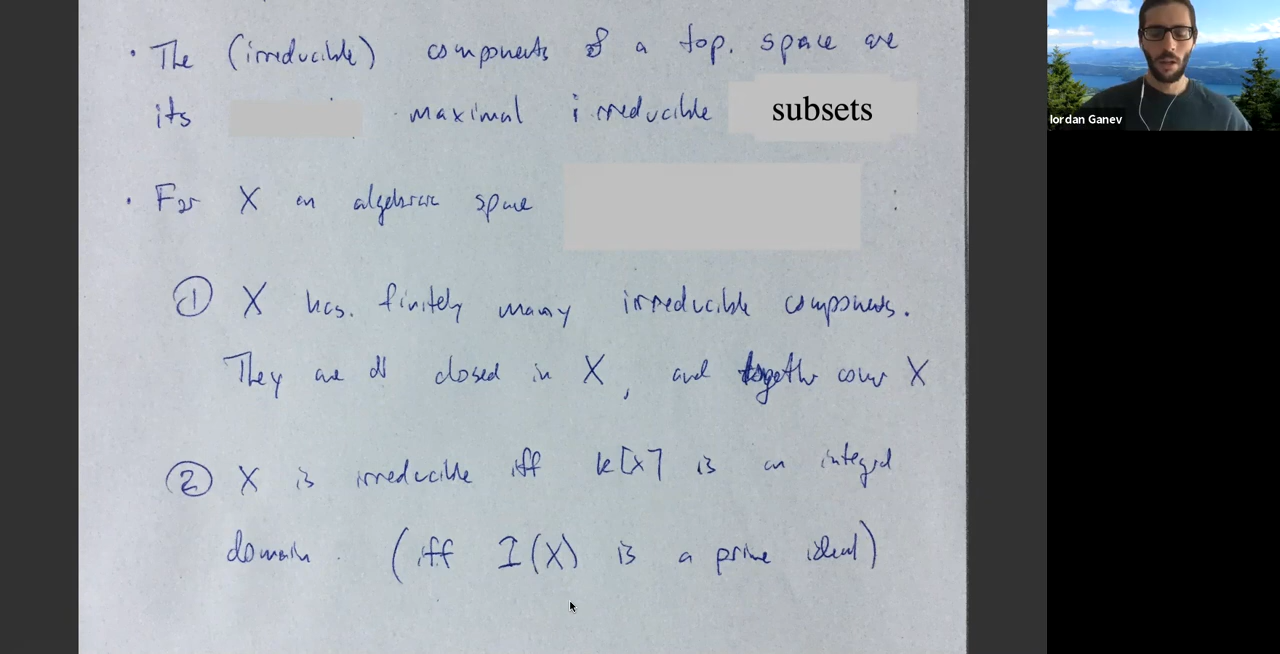 · The (irreducible) components of a top. space are
its maximal irreducible subsets
· For X an algebraic space :
① X has finitely many irreducible components.
They are all closed in X, and together cover X
② X is irreducible iff k[X] is an integral
domain. (iff I(X) is a prime ideal)
Iordan Ganev